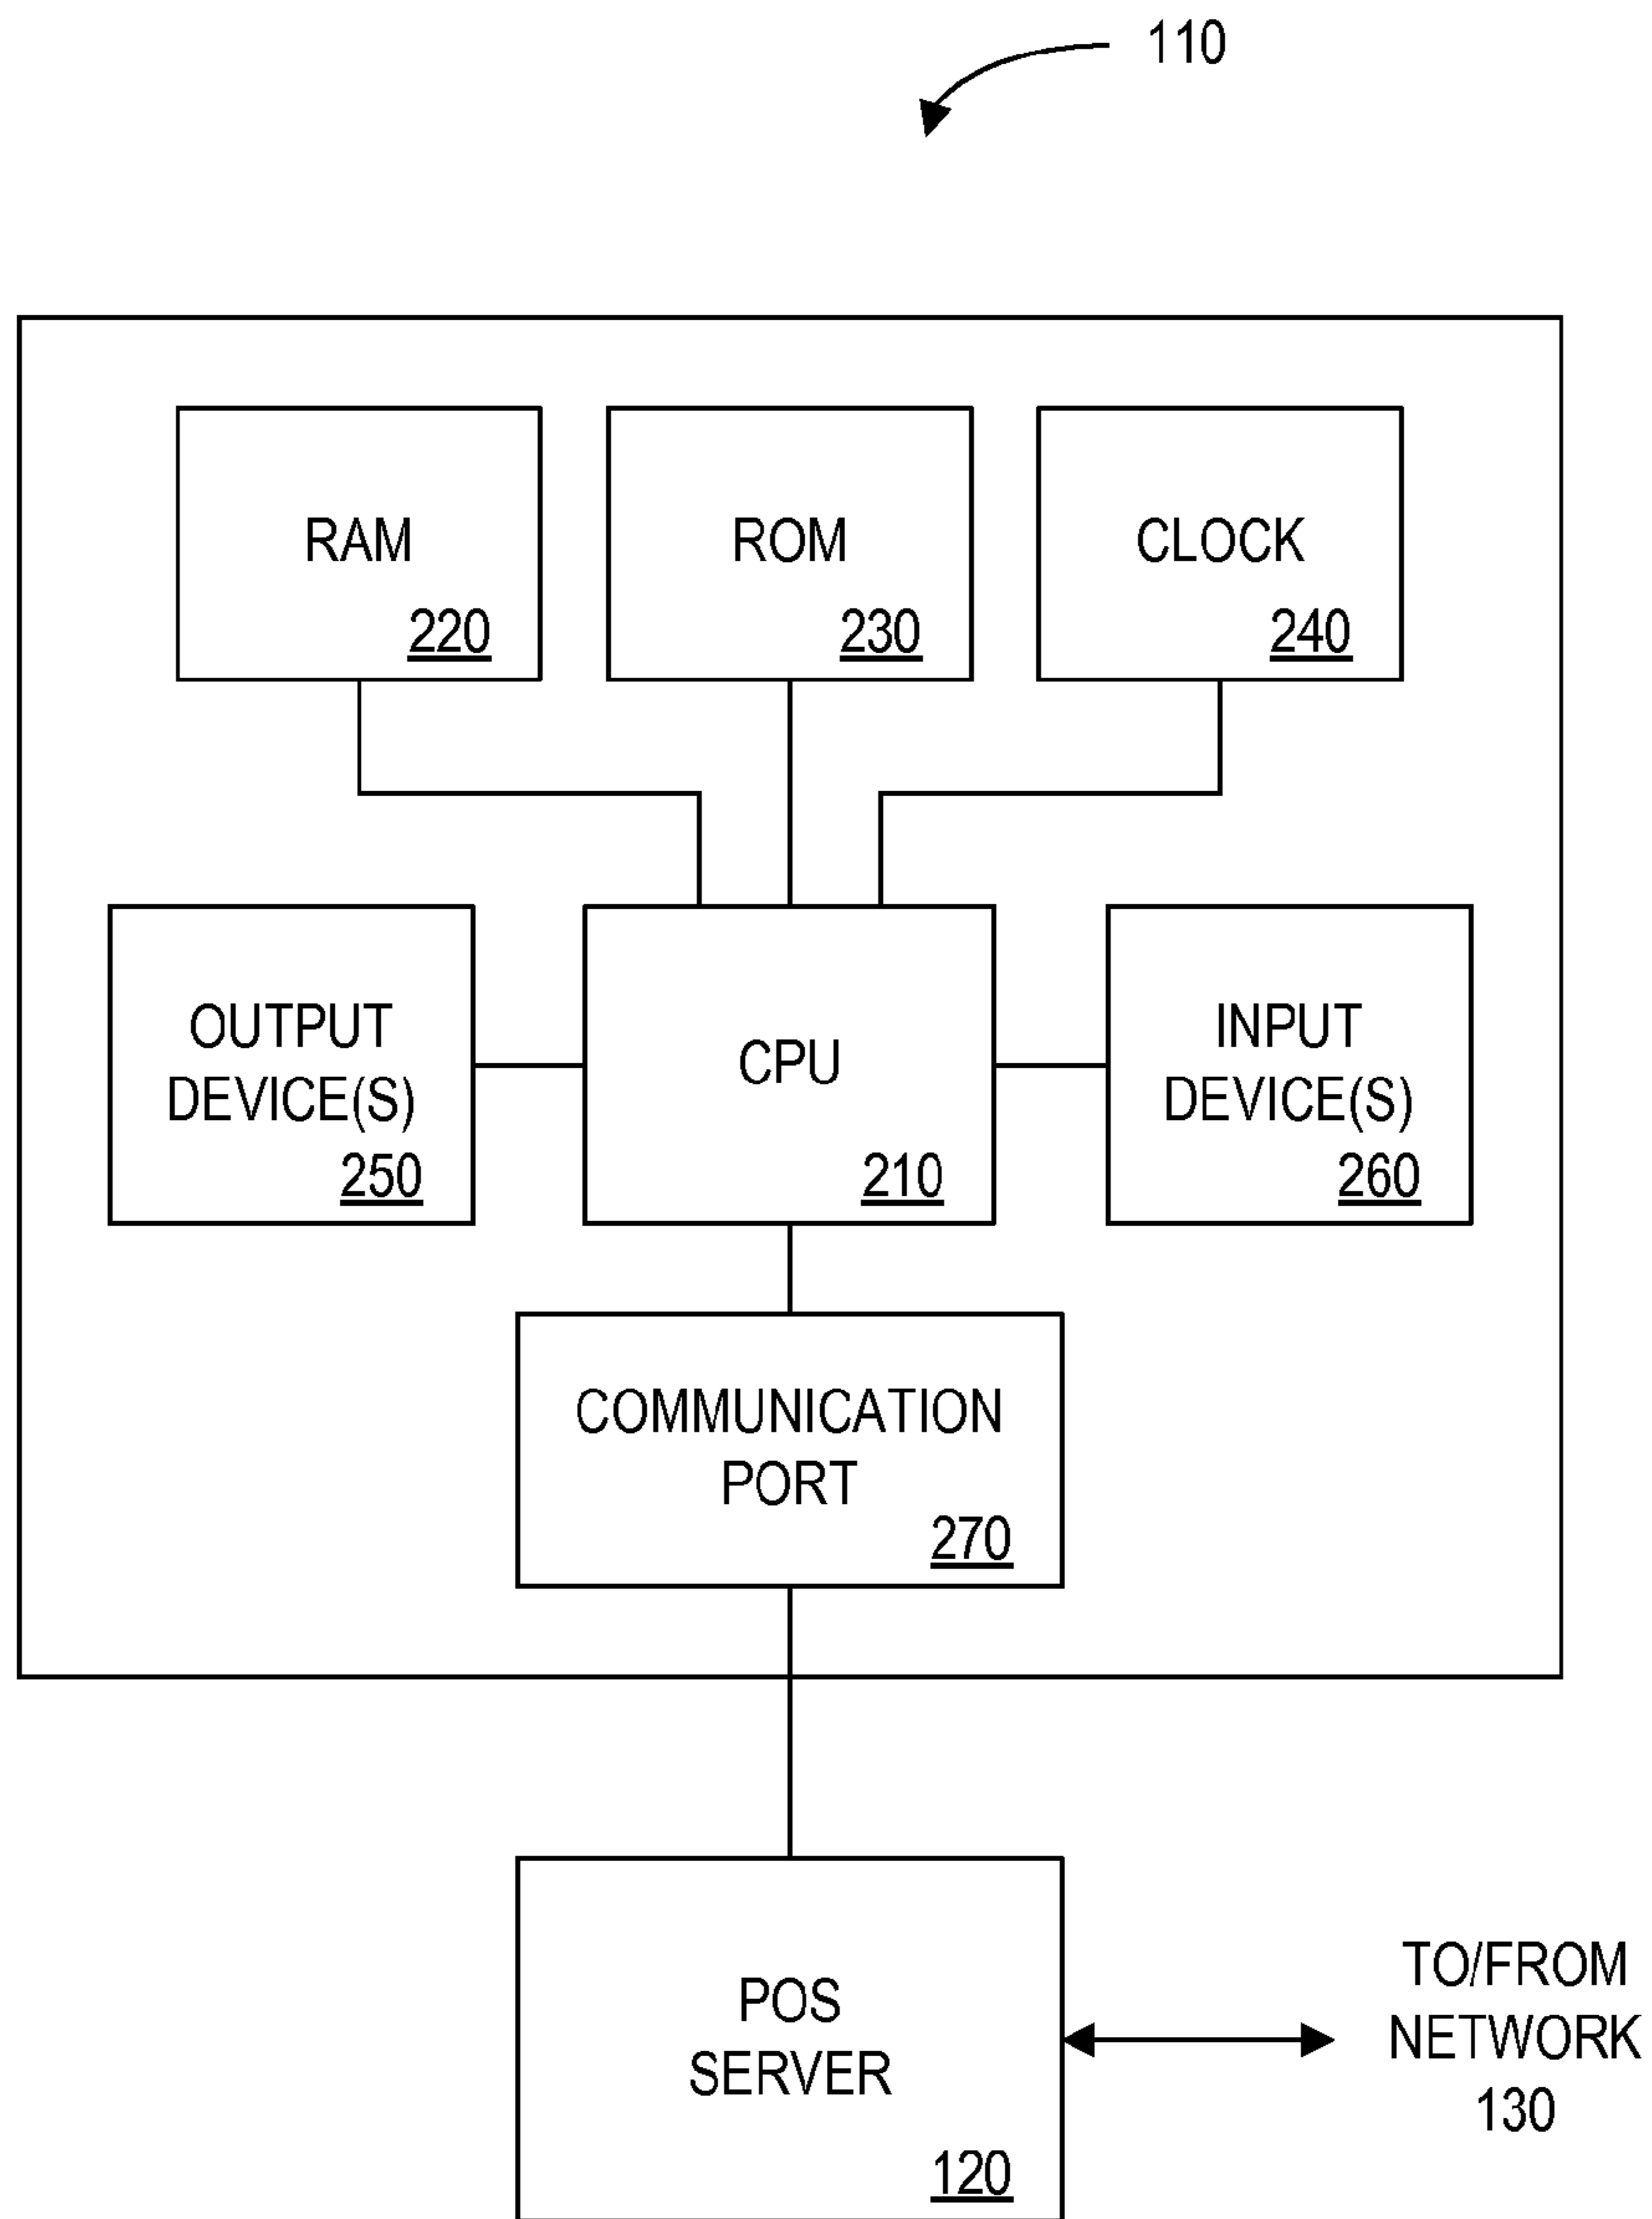 110
RAM
220
ROM
230
CLOCK
240
OUTPUT
DEVICE(S)
250
CPU
210
INPUT
DEVICE(S)
260
COMMUNICATION
PORT
270
POS
SERVER
120
TO/FROM
NETWORK
130